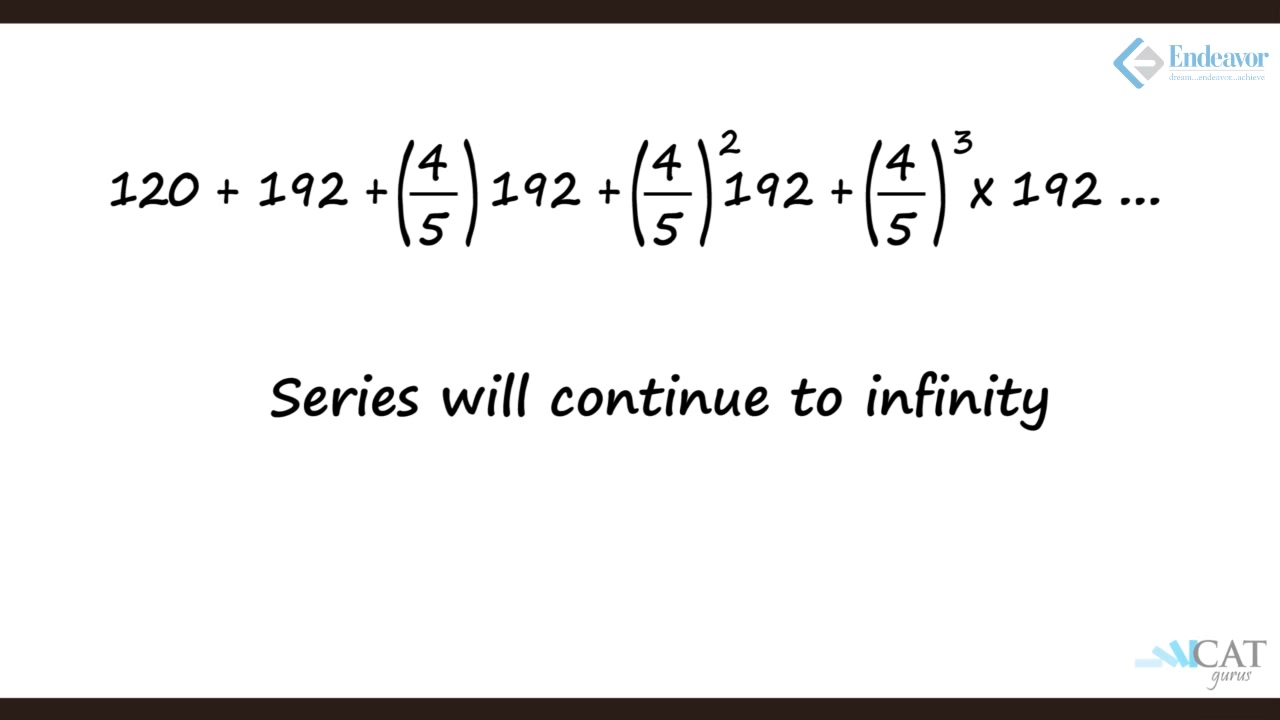 Endeavor
dream...endeavor...achieve
120 + 192 + (4/5) 192 + (4/5)² 192 + (4/5)³ x 192 ...
Series will continue to infinity
CAT
gurus